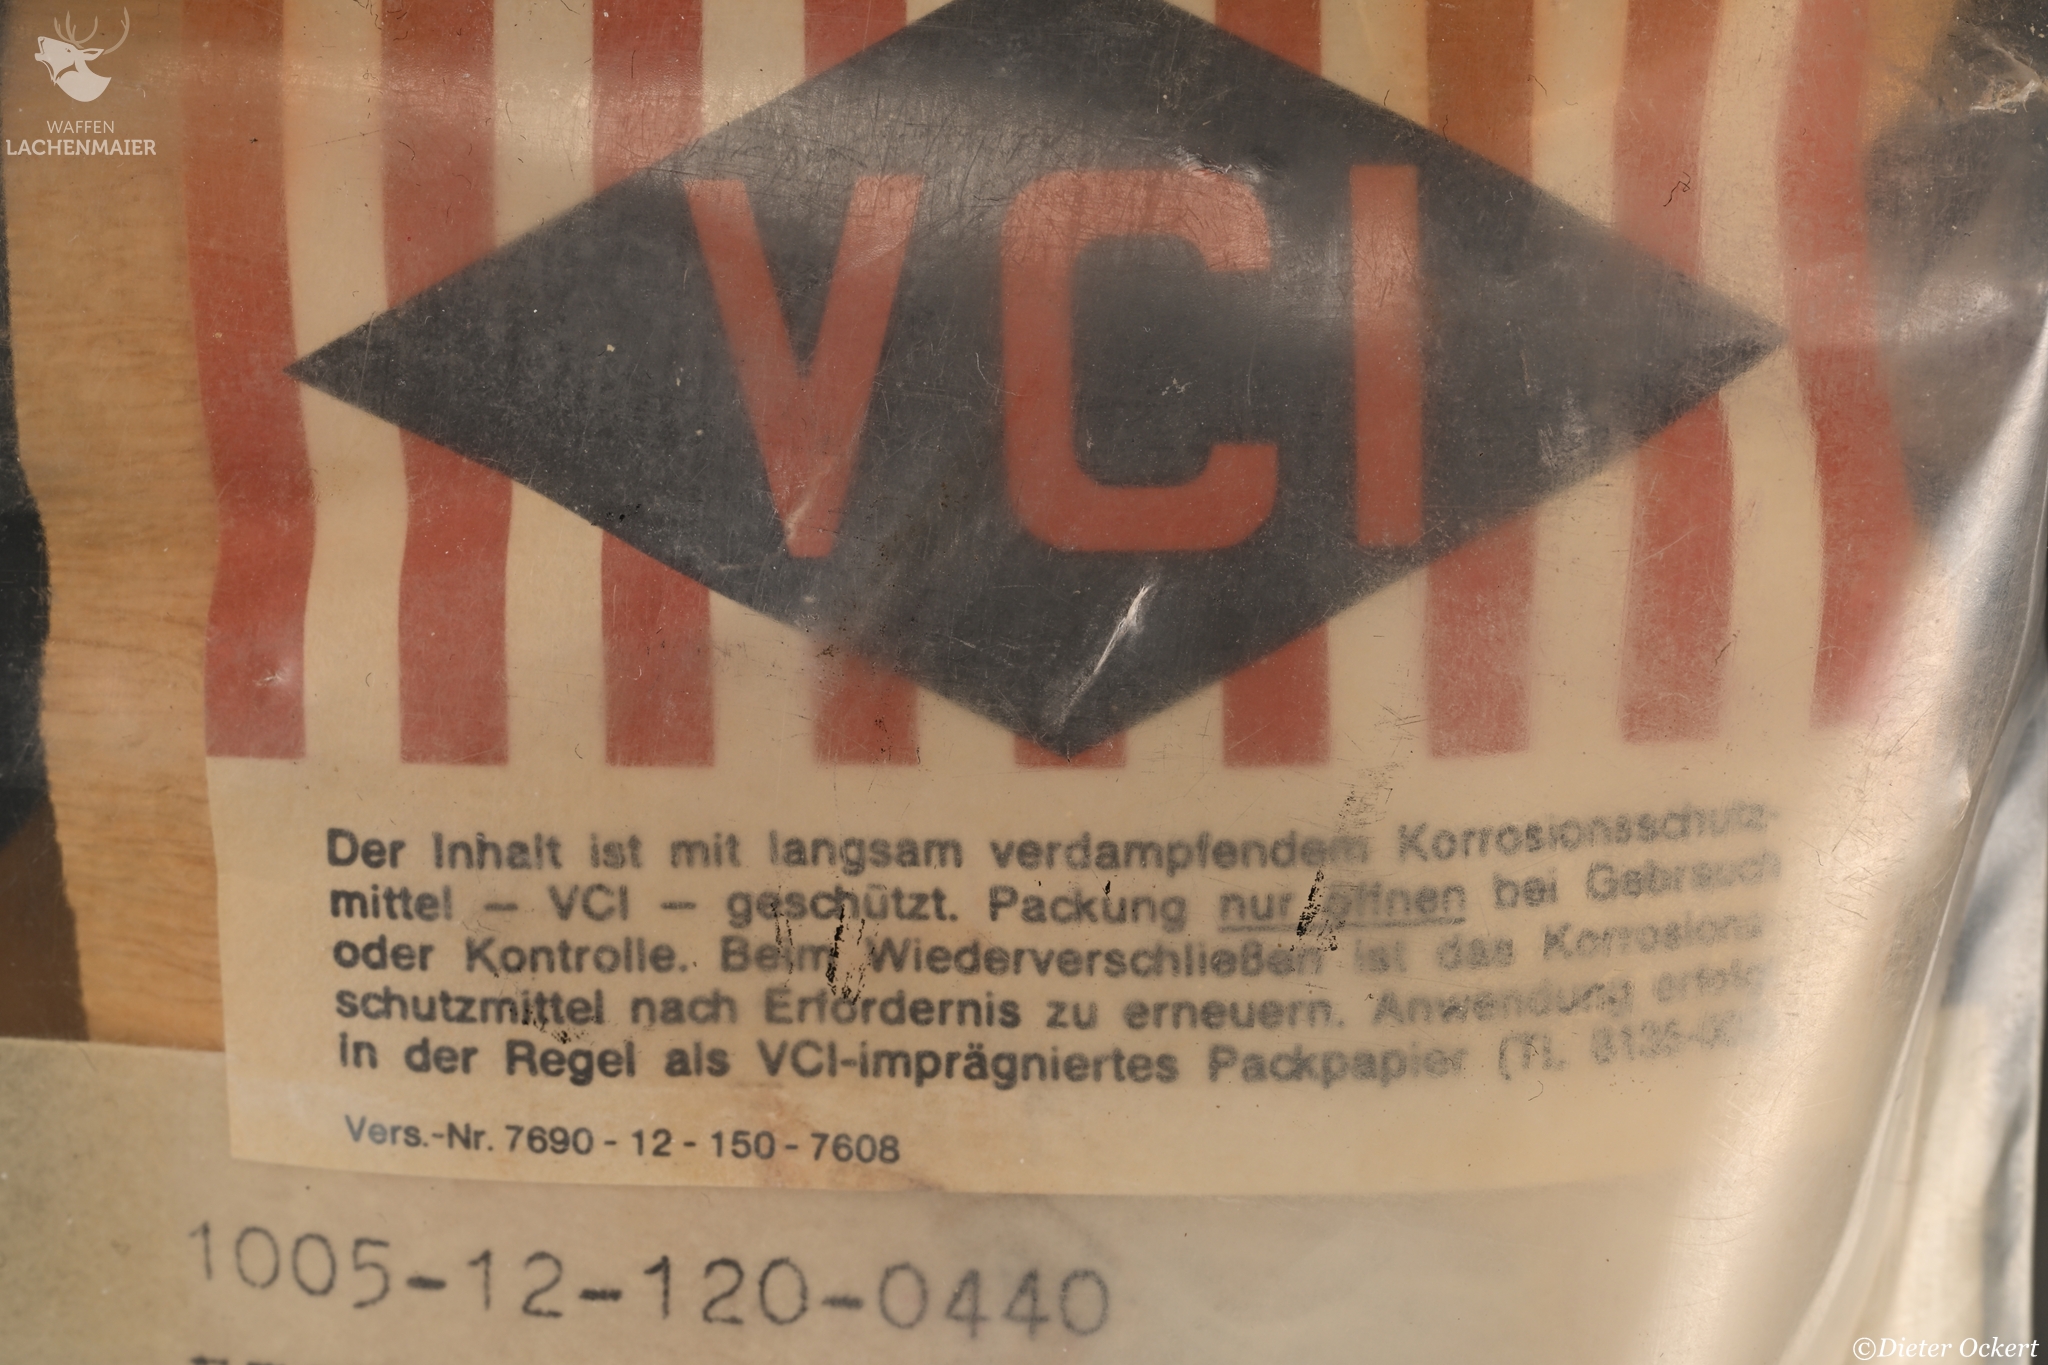 WAFFEN
LACHENMAIER
VCI
Der Inhalt ist mit langsam verdampfendem Korrosionsschutz-
mittel – VCI – geschützt. Packung nur öffnen bei Gebrauch
oder Kontrolle. Beim Wiederverschließen ist das Korrosions-
schutzmittel nach Erfordernis zu erneuern. Anwendung
in der Regel als VCI-imprägniertes Packpapier (TL
Vers.-Nr. 7690 - 12 - 150 - 7608
1005-12-120-0440
©Dieter Ockert